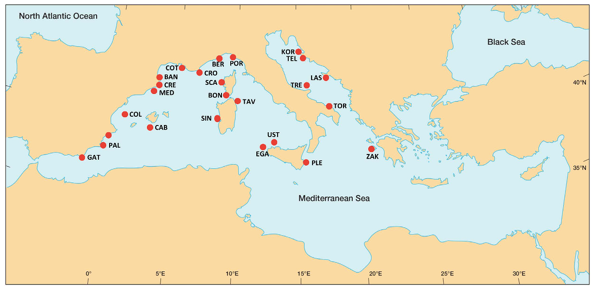 North Atlantic Ocean
Black Sea
KOR
TEL
BER
POR
COT
CRO
BAN
SCA
LAS
40°N
CRE
TRE
MED
BON
TAV
TOR
COL
SIN
CAB
UST
PAL
EGA
ZAK
GAT
PLE
35°N
Mediterranean Sea
0°
5°E
10°E
15°E
20°E
25°E
30°E